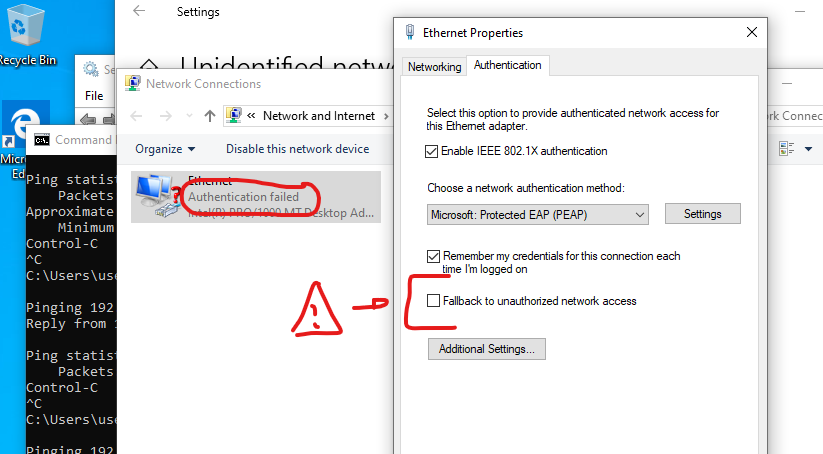 Recycle Bin
Settings
Unidentified netw
Se
File
Micro
Ed
Command
Network Connections
Network and Internet
rk Connec
Organize
Disable this network device
Ethernet
Authentication failed
Intel(R) PRO/1000 MT Desktop Ad...
Ping statist
Packets
Approximate
Minimum
Control-C
^C
C:\Users\use
Pinging 192
Reply from 1
Ping statist
Packets
Control-C
^C
C:\Users\use
Pinging 192
Ethernet Properties
Networking
Authentication
Select this option to provide authenticated network access for
this Ethernet adapter.
Enable IEEE 802.1X authentication
Choose a network authentication method:
Microsoft: Protected EAP (PEAP)
Settings
Remember my credentials for this connection each
time I'm logged on
Fallback to unauthorized network access
Additional Settings...